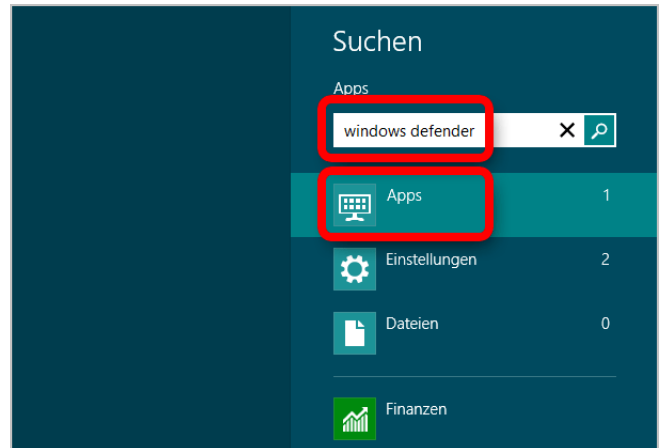 Suchen
Apps
windows defender
Apps 1
Einstellungen 2
Dateien 0
Finanzen